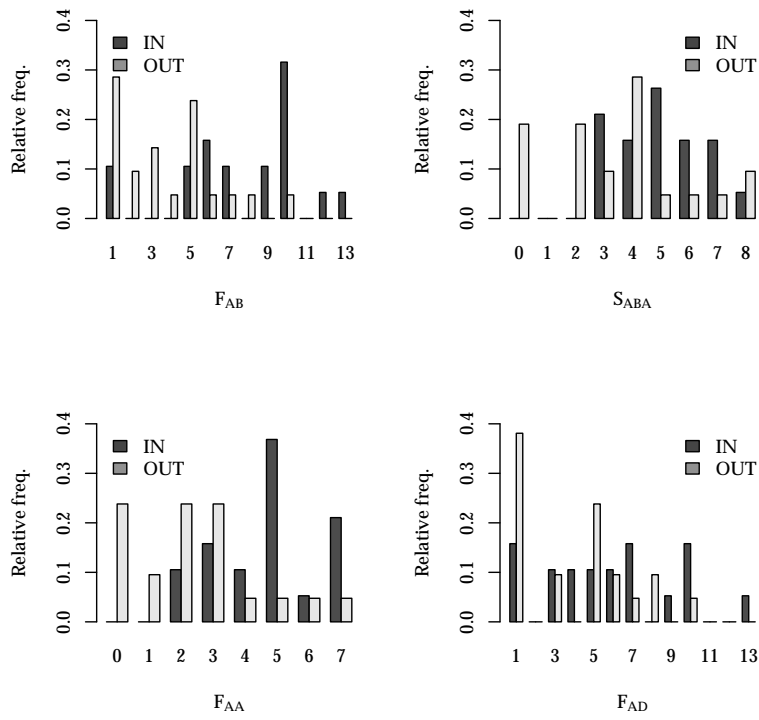 0.4
0.3
0.2
0.1
0.0
Relative freq.
IN
OUT
1 3 5 7 9 11 13
F_AB
0.4
0.3
0.2
0.1
0.0
Relative freq.
IN
OUT
0 1 2 3 4 5 6 7 8
S_ABA
0.4
0.3
0.2
0.1
0.0
Relative freq.
IN
OUT
0 1 2 3 4 5 6 7
F_AA
0.4
0.3
0.2
0.1
0.0
Relative freq.
IN
OUT
1 3 5 7 9 11 13
F_AD